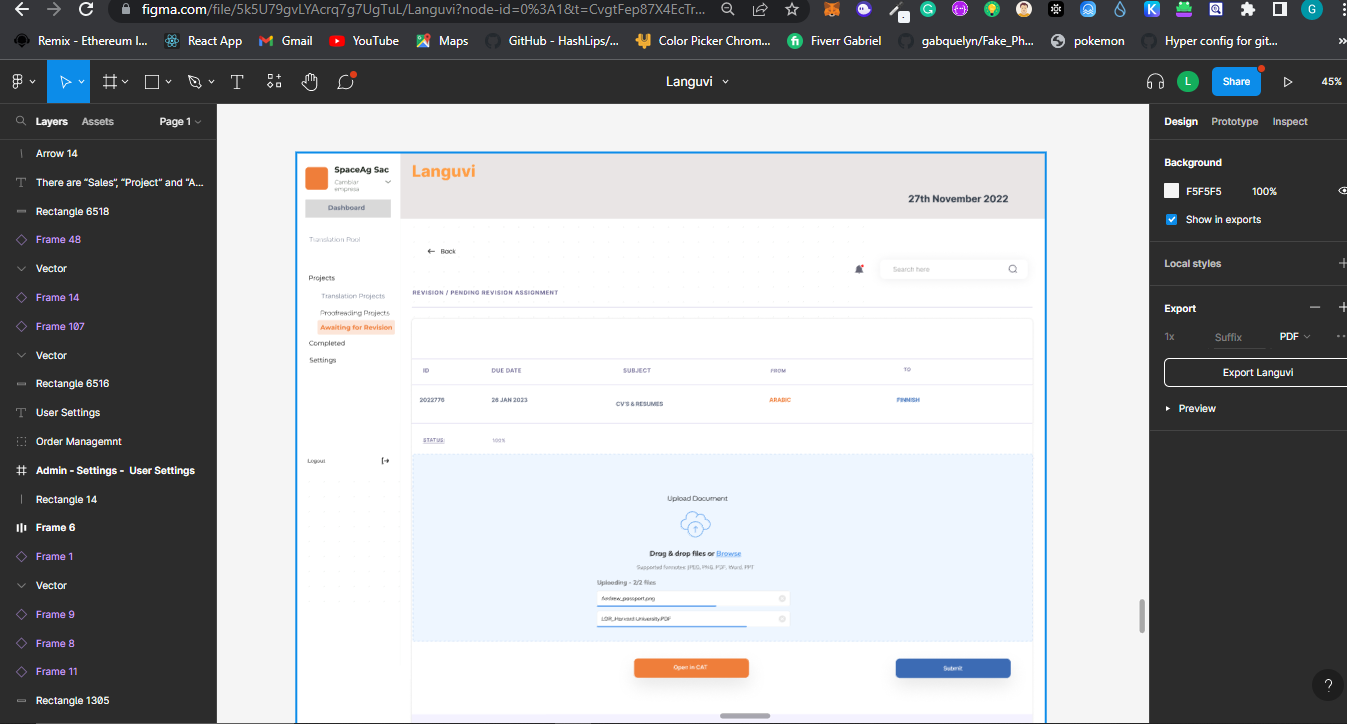 figma.com/file/5k5U79gvLYAcrq7g7UgTuL/Languvi?node-id=0%3A1&t=CvgtFep87X4EcTr...
G
Remix - Ethereum I...
React App
Gmail
YouTube
Maps
GitHub - HashLips/...
Color Picker Chrom...
Fiverr Gabriel
gabquelyn/Fake_Ph...
pokemon
Hyper config for git...
Languvi
L
Share
45%
Layers
Assets
Page 1
Design
Prototype
Inspect
Arrow 14
There are “Sales”, “Project” and “A...
Rectangle 6518
Frame 48
Vector
Frame 14
Frame 107
Vector
Rectangle 6516
User Settings
Order Managemnt
Admin - Settings - User Settings
Rectangle 14
Frame 6
Frame 1
Vector
Frame 9
Frame 8
Frame 11
Rectangle 1305
SpaceAg Sac
Cambiar
empresa
Dashboard
Translation Pool
Projects
Translation Projects
Proofreading Projects
Awaiting for Revision
Completed
Settings
Logout
Languvi
27th November 2022
Back
Search here
REVISION / PENDING REVISION ASSIGNMENT
ID
DUE DATE
SUBJECT
FROM
TO
2022776
26 JAN 2023
CV'S & RESUMES
ARABIC
FINNISH
STATUS:
100%
Upload Document
Drag & drop files or Browse
Supported formates: JPEG, PNG, PDF, Word, PPT
Uploading - 2/2 files
Andrew_passport.png
LOR, Harvard University.PDF
Open in CAT
Submit
Background
F5F5F5
100%
Show in exports
Local styles
Export
1x
Suffix
PDF
Export Languvi
Preview
?